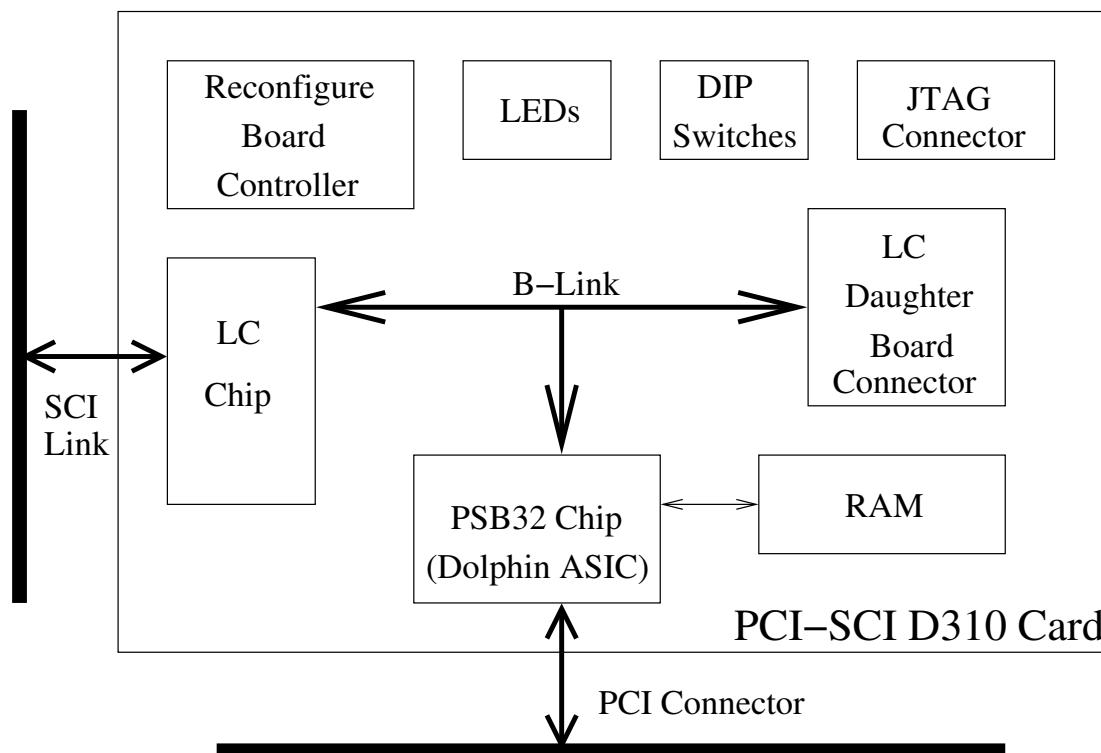 Reconfigure
Board
Controller
LEDs
DIP
Switches
JTAG
Connector
LC
Daughter
Board
Connector
B−Link
LC
Chip
SCI
Link
PSB32 Chip
(Dolphin ASIC)
RAM
PCI−SCI D310 Card
PCI Connector